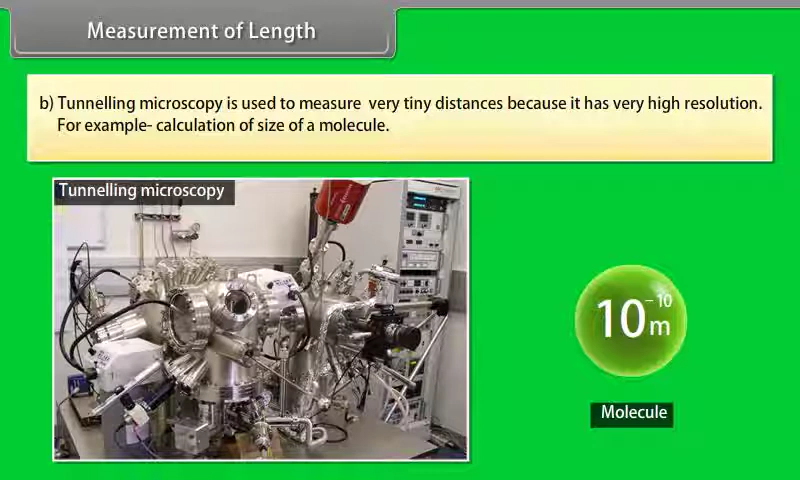 Measurement of Length
b) Tunnelling microscopy is used to measure very tiny distances because it has very high resolution.
For example- calculation of size of a molecule.
Tunnelling microscopy
10⁻¹⁰m
Molecule